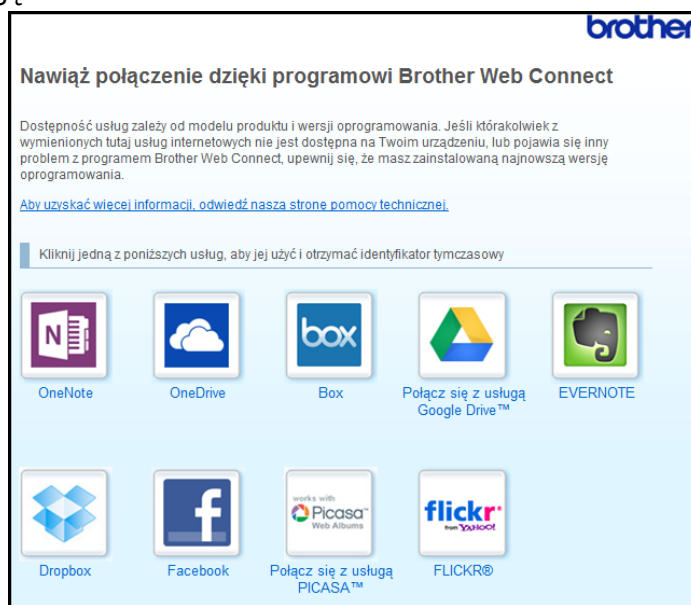 brother
Nawiąż połączenie dzięki programowi Brother Web Connect
Dostępność usług zależy od modelu produktu i wersji oprogramowania. Jeśli którakolwiek z
wymienionych tutaj usług internetowych nie jest dostępna na Twoim urządzeniu, lub pojawia się inny
problem z programem Brother Web Connect, upewnij się, że masz zainstalowaną najnowszą wersję
oprogramowania.
Aby uzyskać więcej informacji, odwiedź naszą stronę pomocy technicznej.
Kliknij jedną z poniższych usług, aby jej użyć i otrzymać identyfikator tymczasowy
N
box
OneNote OneDrive Box Połącz się z usługą EVERNOTE
Google Drive™
f
works with
Picasa™
Web Albums
flickr
from YAHOO!
Dropbox Facebook Połącz się z usługą FLICKR®
PICASA™